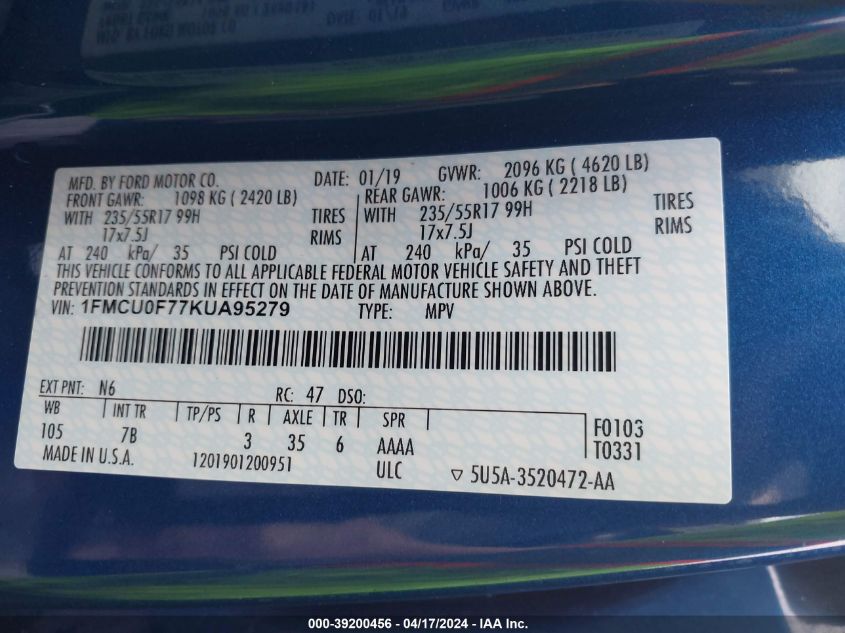 MFD. BY FORD MOTOR CO. DATE: 01/19 GVWR: 2096 KG ( 4620 LB)
FRONT GAWR: 1098 KG ( 2420 LB) REAR GAWR: 1006 KG ( 2218 LB)
WITH 235/55R17 99H TIRES WITH 235/55R17 99H TIRES
17x7.5J RIMS 17x7.5J RIMS
AT 240 kPa/ 35 PSI COLD AT 240 kPa/ 35 PSI COLD
THIS VEHICLE CONFORMS TO ALL APPLICABLE FEDERAL MOTOR VEHICLE SAFETY AND THEFT
PREVENTION STANDARDS IN EFFECT ON THE DATE OF MANUFACTURE SHOWN ABOVE.
VIN: 1FMCU0F77KUA95279 TYPE: MPV
EXT PNT: N6 RC: 47 DSO:
WB INT TR TP/PS R AXLE TR SPR
105 7B 3 35 6 AAAA F0103
T0331
MADE IN U.S.A. 1201901200951 ULC ▽ 5U5A-3520472-AA
000-39200456 - 04/17/2024 - IAA Inc.